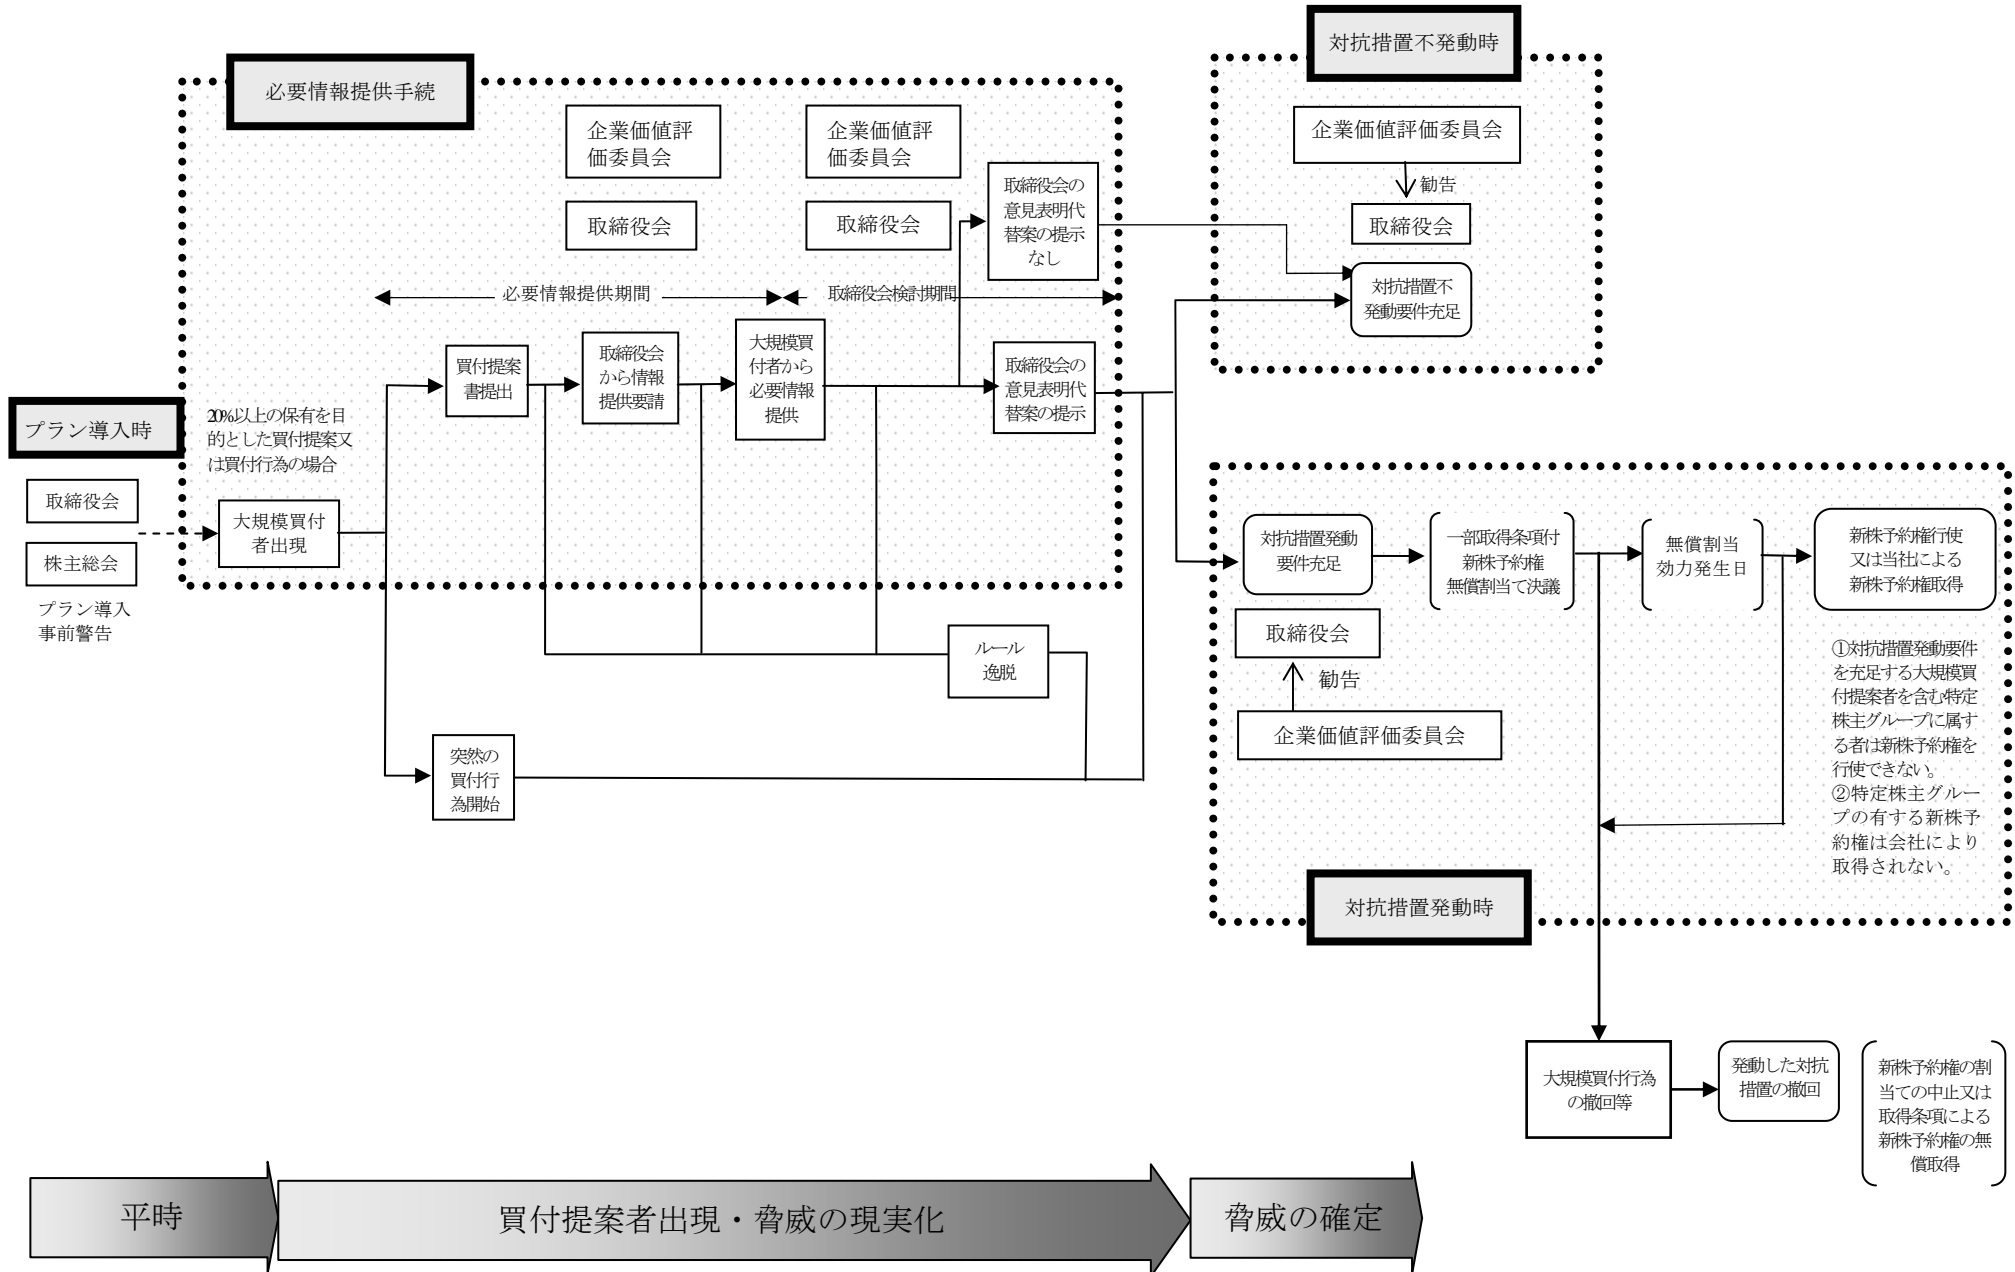 対抗措置不発動時
必要情報提供手続
企業価値評
価委員会
企業価値評
価委員会
企業価値評価委員会
取締役会の
意見表明代
替案の提示
なし
勧告
取締役会
取締役会
取締役会
必要情報提供期間
取締役会検討期間
対抗措置不
発動要件充足
買付提案
書提出
取締役会
から情報
提供要請
大規模買
付者から
必要情報
提供
取締役会の
意見表明代
替案の提示
プラン導入時
20%以上の保有を目
的とした買付提案又
は買付行為の場合
取締役会
株主総会
大規模買付
者出現
プラン導入
事前警告
対抗措置発動
要件充足
一部取得条項付
新株予約権
無償割当て決議
無償割当
効力発生日
新株予約権行使
又は当社による
新株予約権取得
取締役会
勧告
企業価値評価委員会
ルール
逸脱
突然の
買付行
為開始
①対抗措置発動要件
を充足する大規模買
付提案者を含む特定
株主グループに属す
る者は新株予約権を
行使できない。
②特定株主グルー
プの有する新株予
約権は会社により
取得されない。
対抗措置発動時
大規模買付行為
の撤回等
発動した対抗
措置の撤回
新株予約権の割
当ての中止又は
取得条項による
新株予約権の無
償取得
平時
買付提案者出現・脅威の現実化
脅威の確定